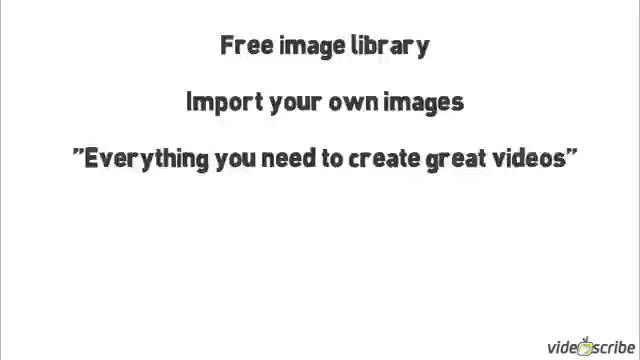 Free image library
Import your own images
"Everything you need to create great videos"
videoscribe